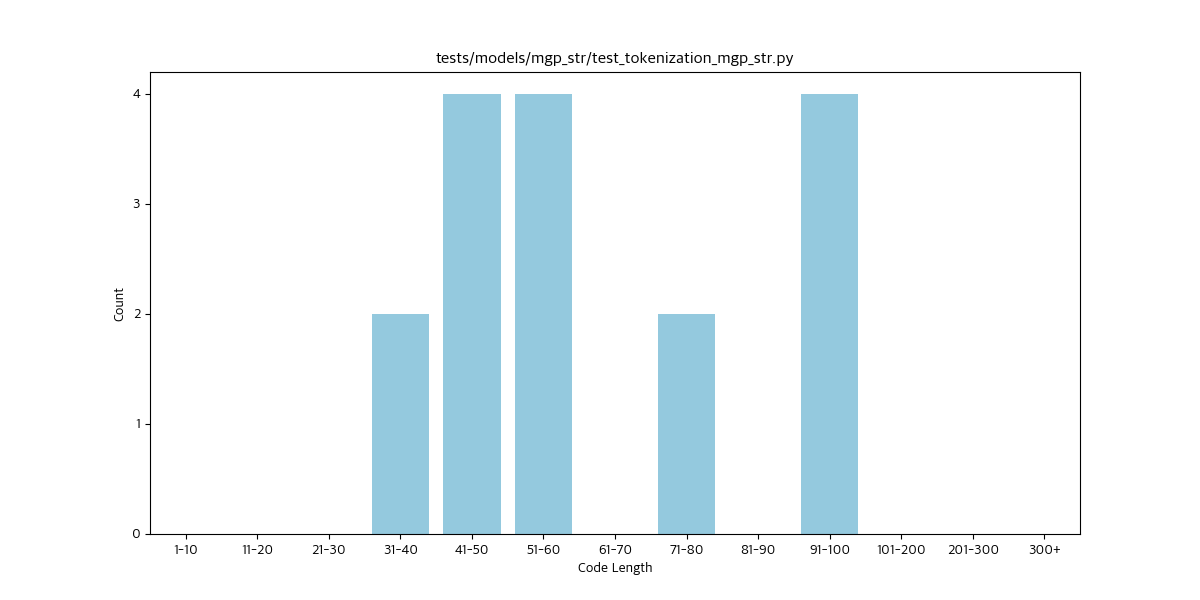 tests/models/mgp_str/test_tokenization_mgp_str.py
4
3
2
1
0
Count
1-10 11-20 21-30 31-40 41-50 51-60 61-70 71-80 81-90 91-100 101-200 201-300 300+
Code Length